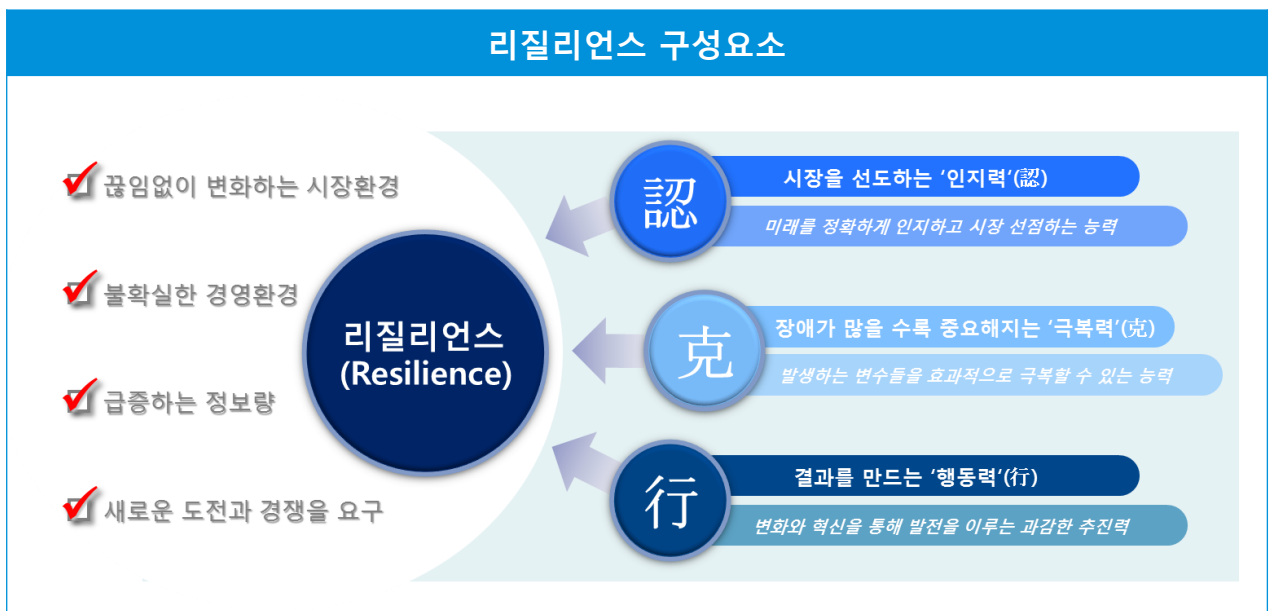 리질리언스 구성요소
끊임없이 변화하는 시장환경
불확실한 경영환경
급증하는 정보량
새로운 도전과 경쟁을 요구
리질리언스
(Resilience)
認
시장을 선도하는 ‘인지력‘(認)
미래를 정확하게 인지하고 시장 선점하는 능력
克
장애가 많을 수록 중요해지는 ‘극복력’(克)
발생하는 변수들을 효과적으로 극복할 수 있는 능력
行
결과를 만드는 ‘행동력‘(行)
변화와 혁신을 통해 발전을 이루는 과감한 추진력